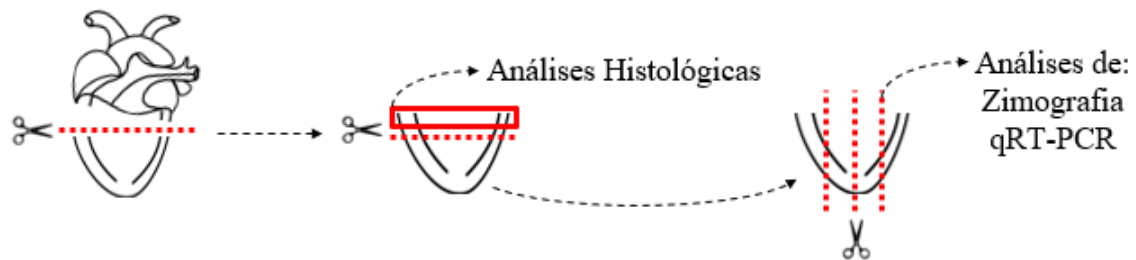 Análises Histológicas
Análises de:
Zimografia
qRT-PCR